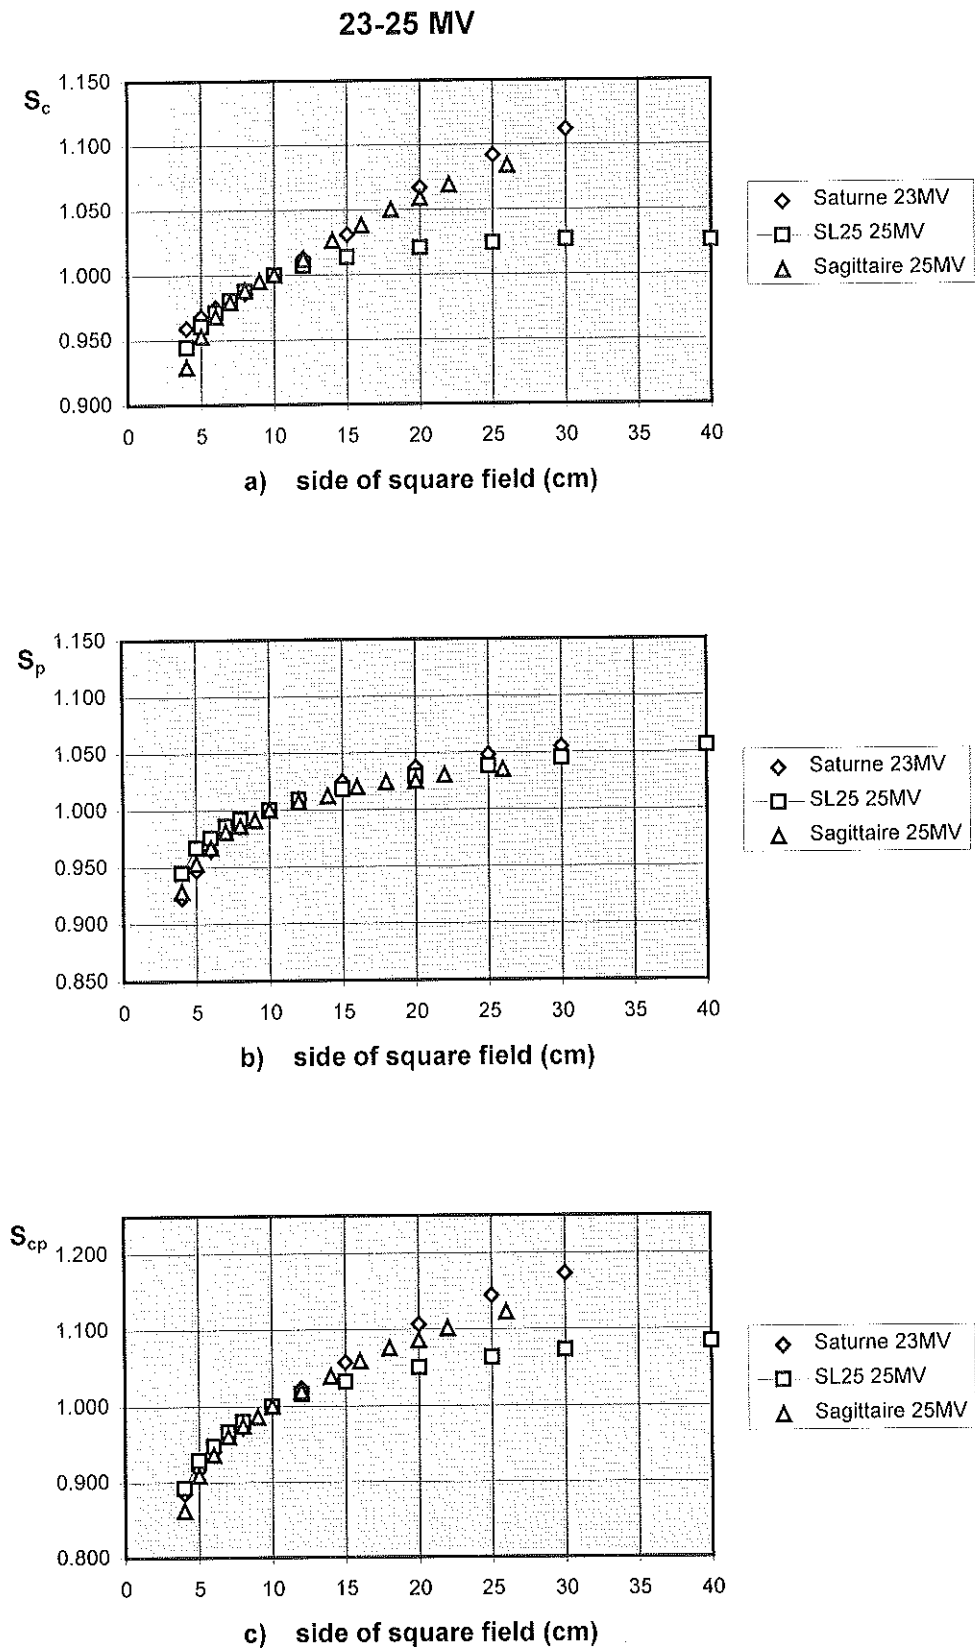 23-25 MV
Sc
1.150
1.100
1.050
1.000
0.950
0.900
0 5 10 15 20 25 30 35 40
a) side of square field (cm)
Saturne 23MV
SL25 25MV
Sagittaire 25MV
Sp
1.150
1.100
1.050
1.000
0.950
0.900
0.850
0 5 10 15 20 25 30 35 40
b) side of square field (cm)
Saturne 23MV
SL25 25MV
Sagittaire 25MV
Scp
1.200
1.100
1.000
0.900
0.800
0 5 10 15 20 25 30 35 40
c) side of square field (cm)
Saturne 23MV
SL25 25MV
Sagittaire 25MV